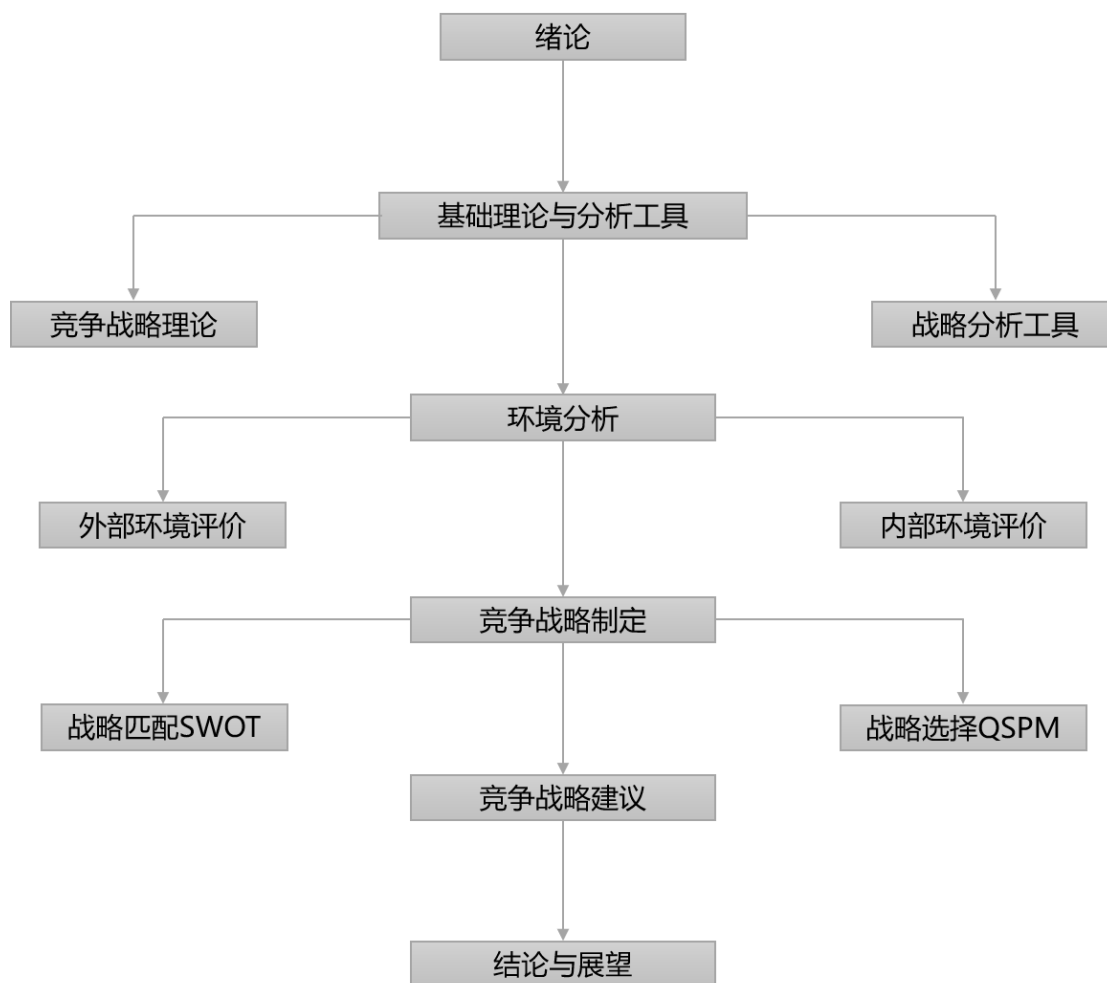 绪论
基础理论与分析工具
竞争战略理论
战略分析工具
环境分析
外部环境评价
内部环境评价
竞争战略制定
战略匹配SWOT
战略选择QSPM
竞争战略建议
结论与展望